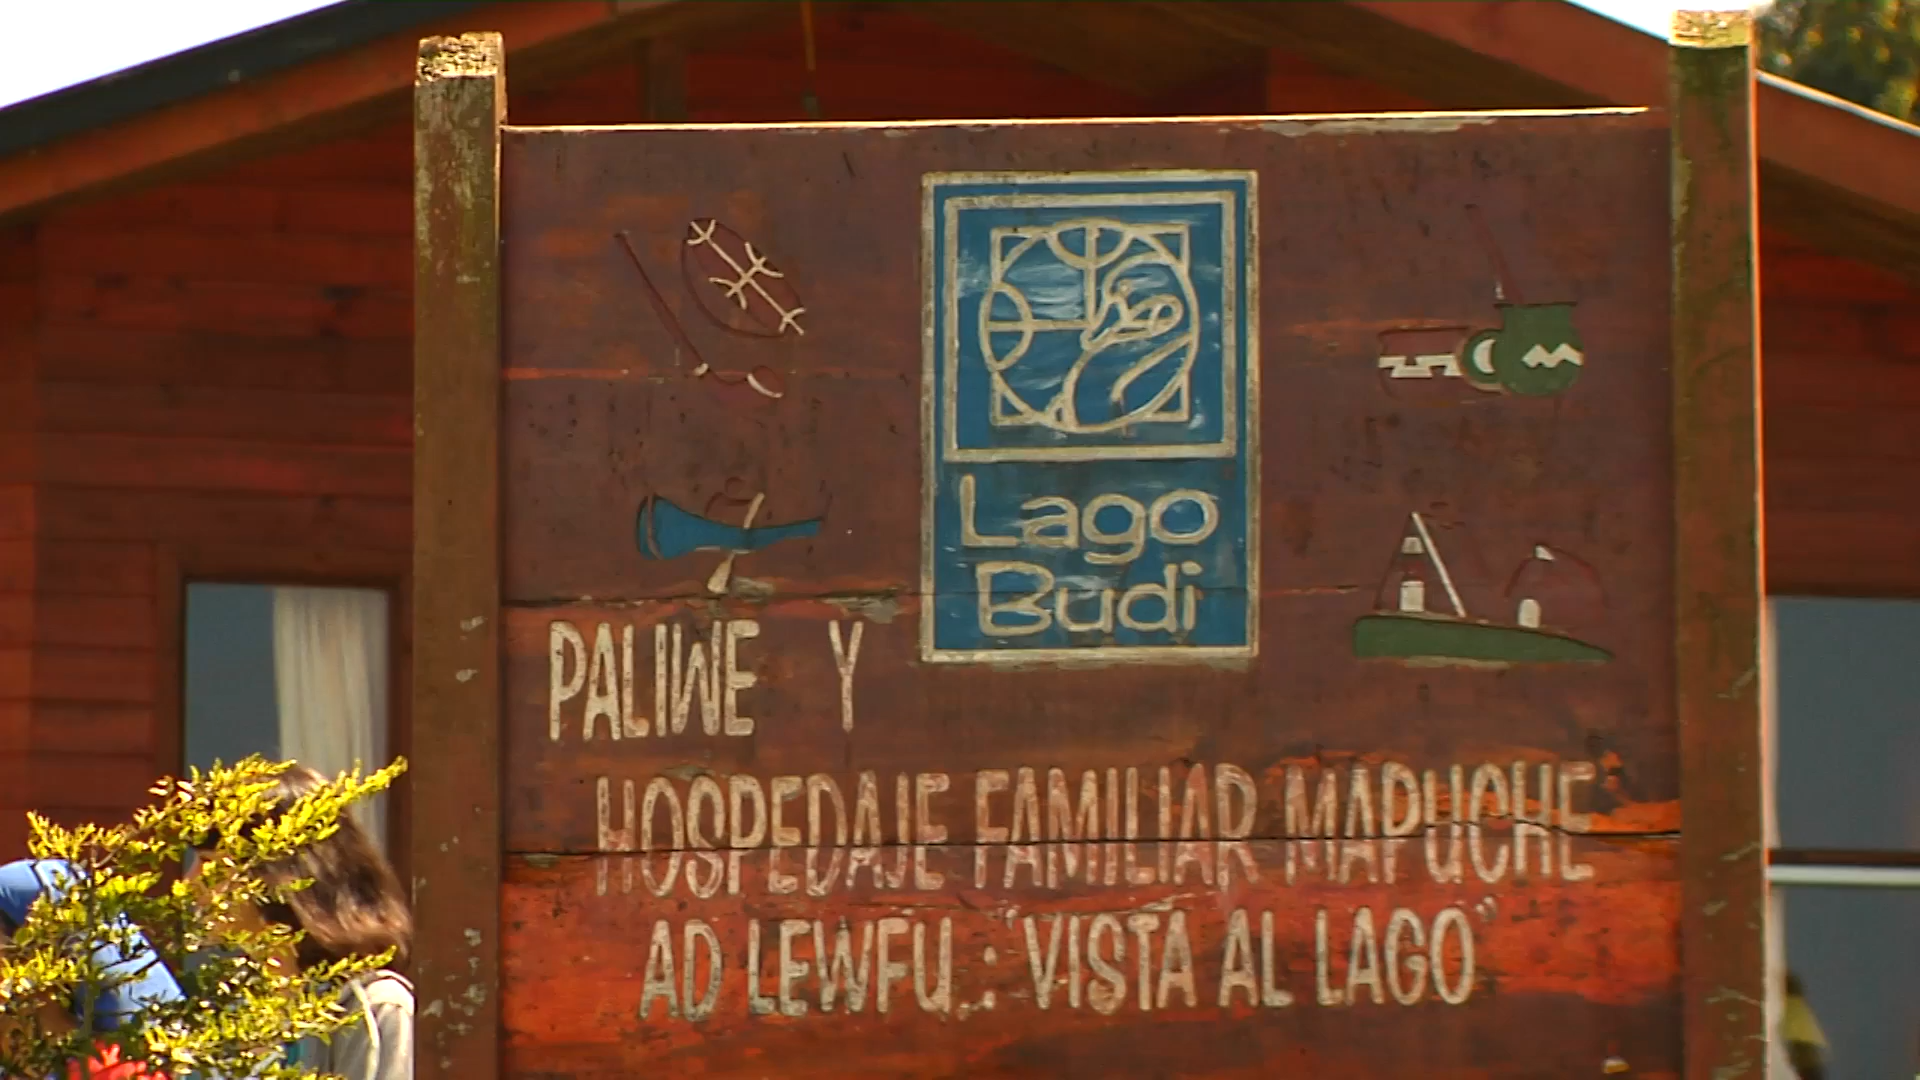 Lago
Budi
PALIWE Y
HOSPEDAJE FAMILIAR MAPUCHE
AD LEWFU : "VISTA AL LAGO"